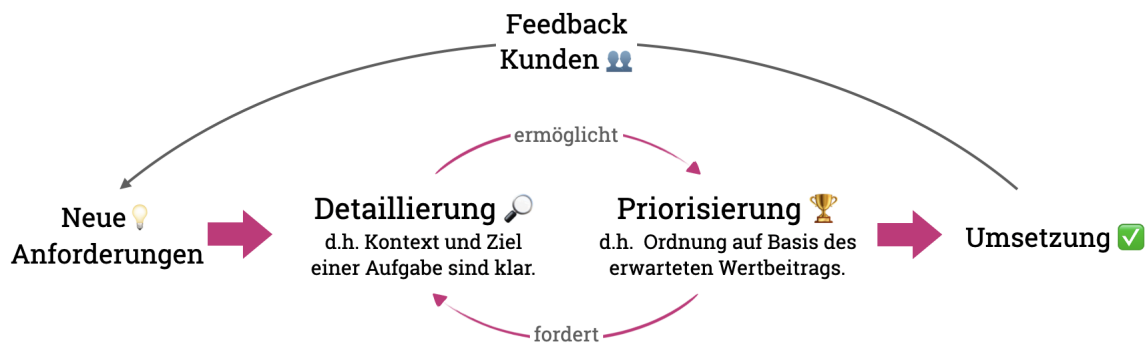 Feedback
Kunden 👥
ermöglicht
Neue💡
Anforderungen
Detaillierung 🔎
d.h. Kontext und Ziel
einer Aufgabe sind klar.
Priorisierung 🏆
d.h. Ordnung auf Basis des
erwarteten Wertbeitrags.
Umsetzung ✅
fordert